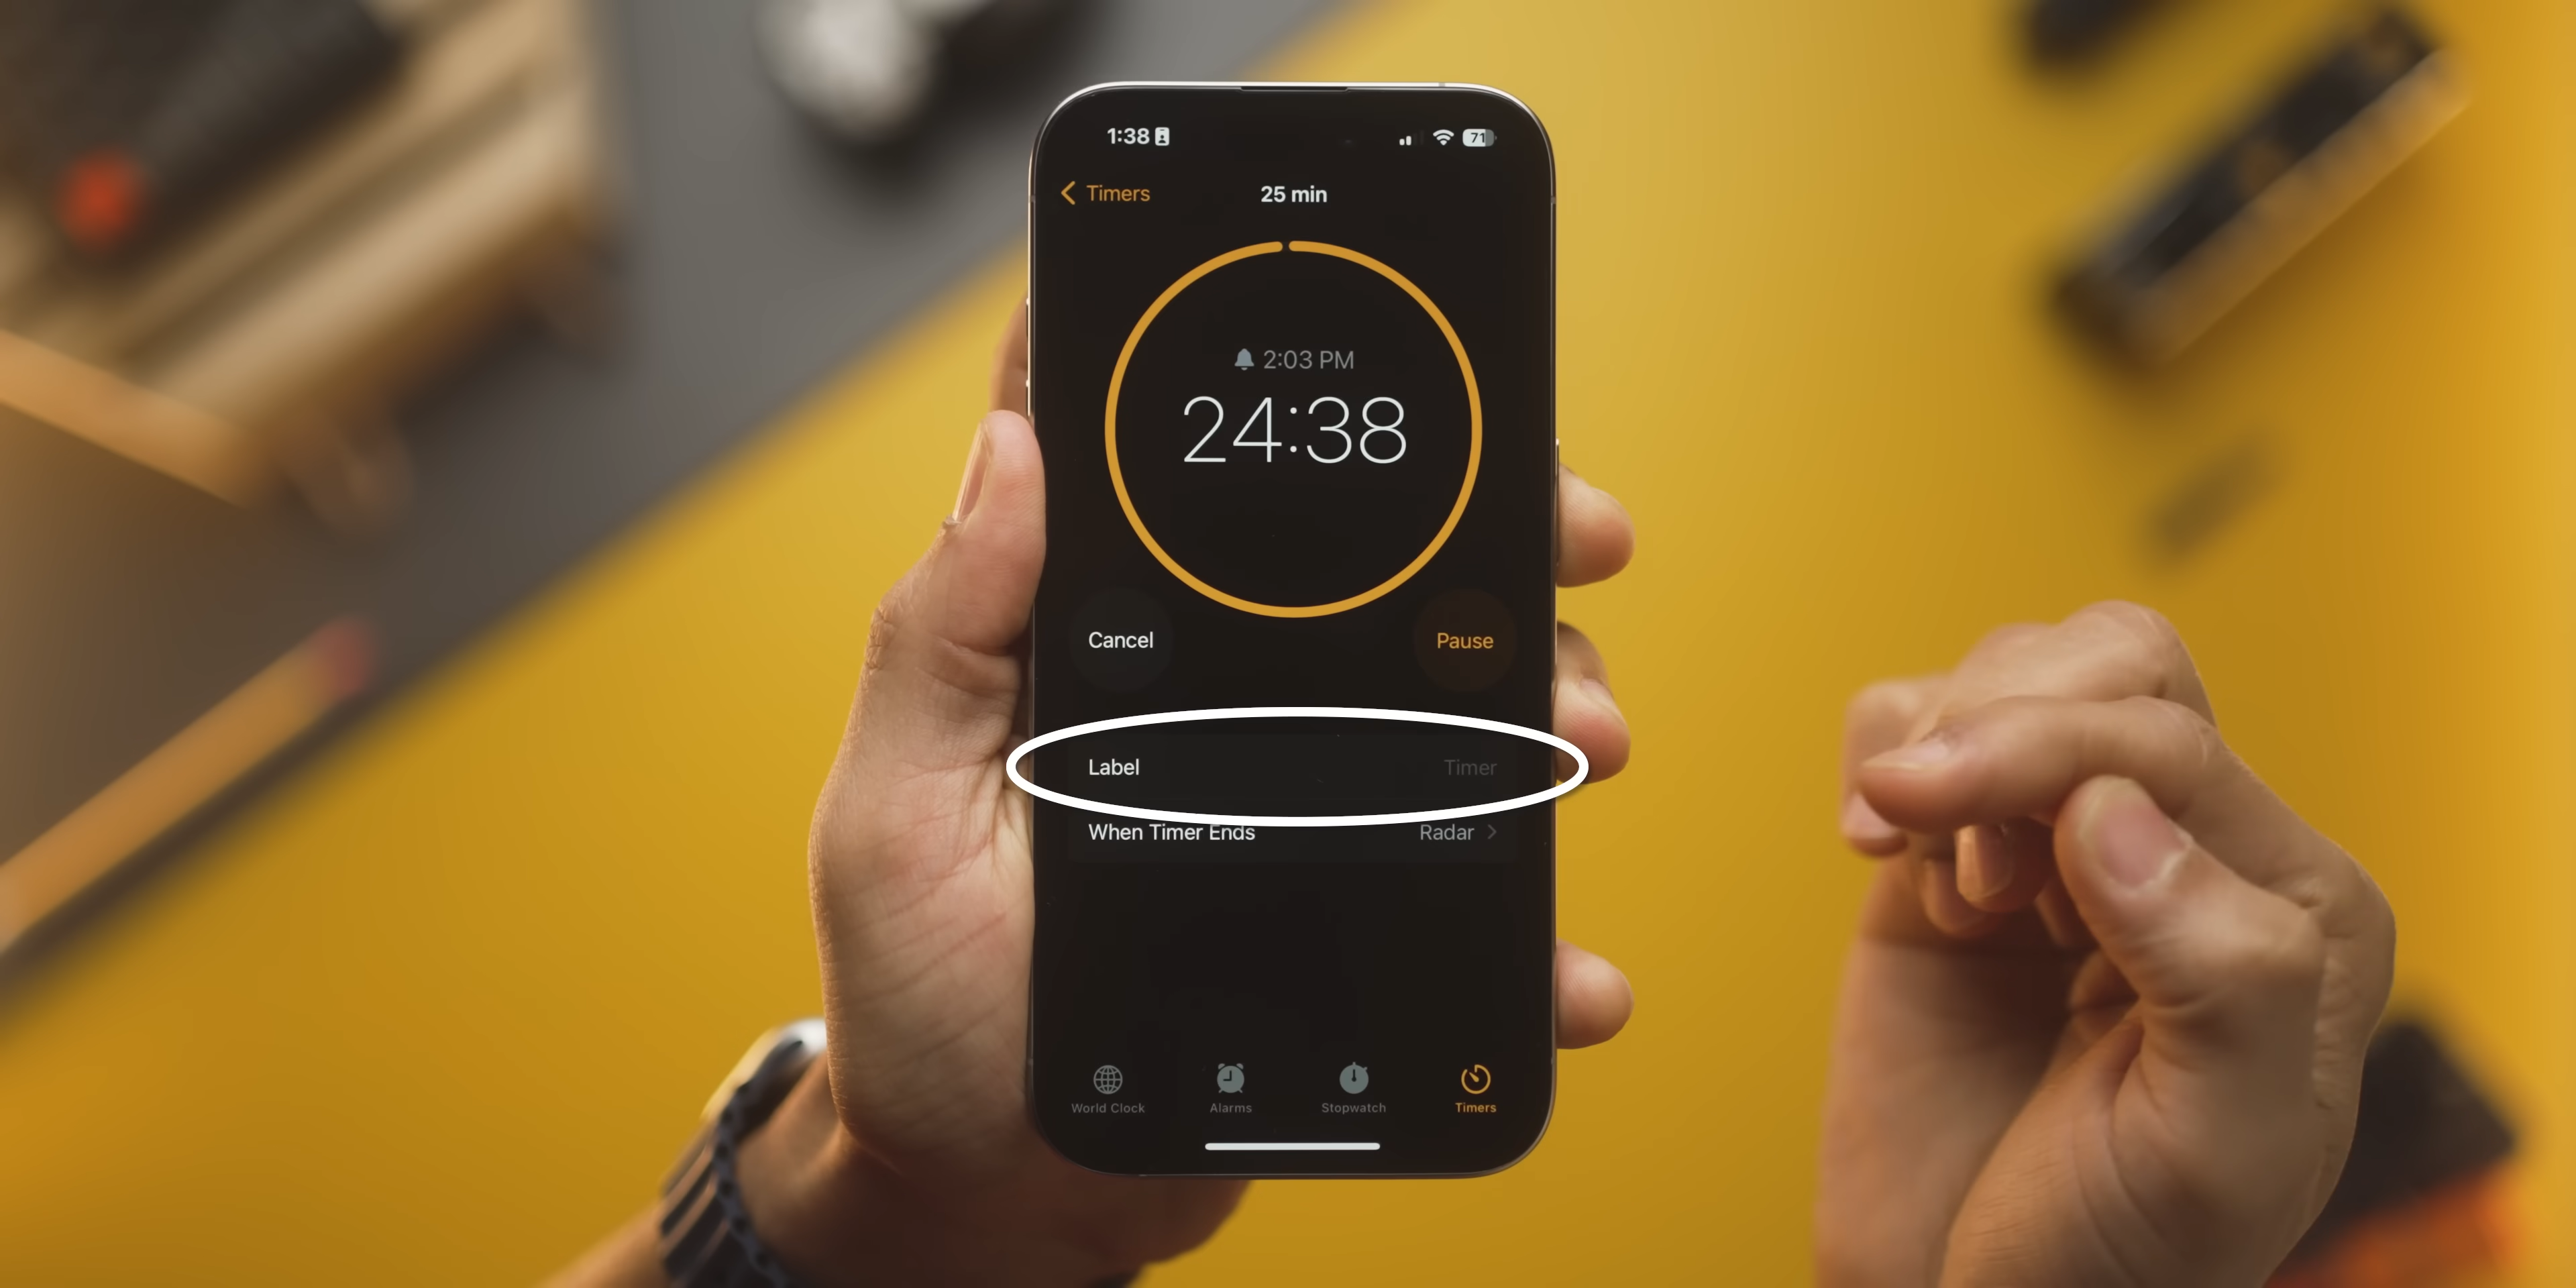 1:38 71
Timers 25 min
2:03 PM
24:38
Cancel Pause
Label Timer
When Timer Ends Radar
World Clock Alarms Stopwatch Timers